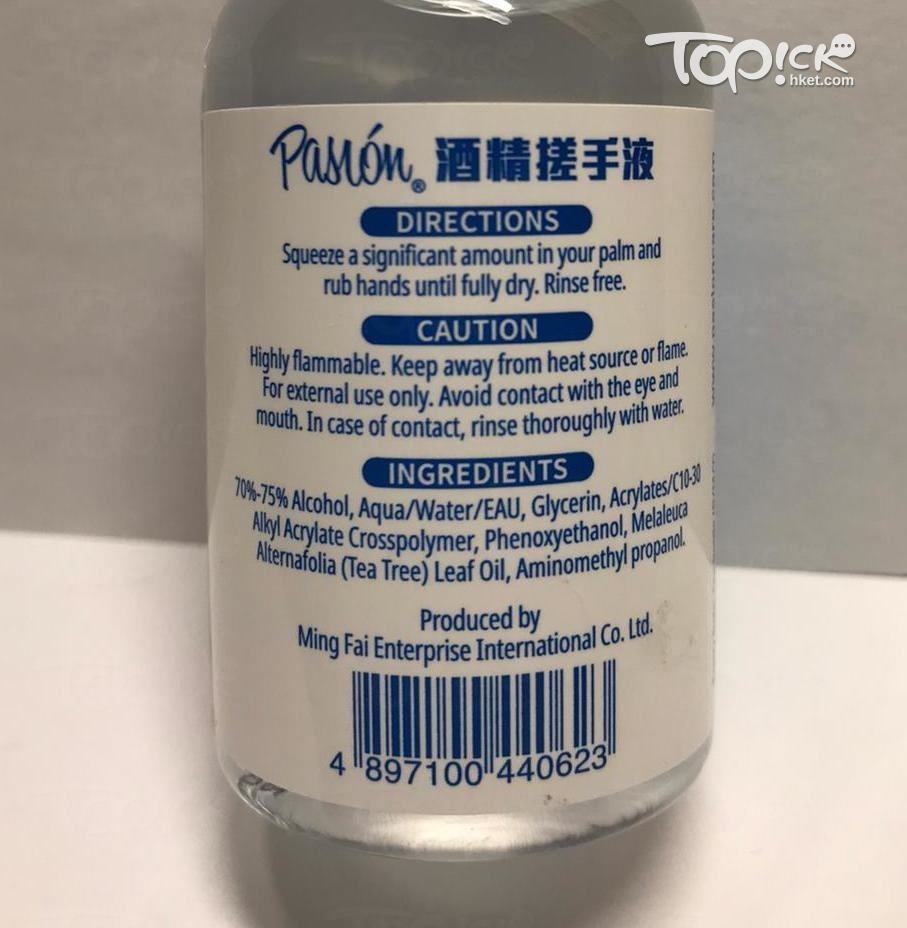 TOPick
hket.com
Pasión® 酒精搓手液
DIRECTIONS
Squeeze a significant amount in your palm and
rub hands until fully dry. Rinse free.
CAUTION
Highly flammable. Keep away from heat source or flame.
For external use only. Avoid contact with the eye and
mouth. In case of contact, rinse thoroughly with water.
INGREDIENTS
70%-75% Alcohol, Aqua/Water/EAU, Glycerin, Acrylates/C10-30
Alkyl Acrylate Crosspolymer, Phenoxyethanol, Melaleuca
Alternafolia (Tea Tree) Leaf Oil, Aminomethyl propanol.
Produced by
Ming Fai Enterprise International Co. Ltd.
4 897100 440623